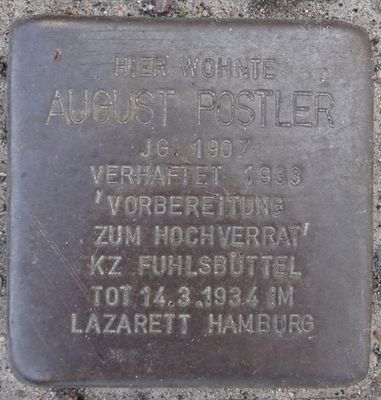 HIER WOHNTE
AUGUST POSTLER
JG. 1907
VERHAFTET 1933
'VORBEREITUNG
ZUM HOCHVERRAT'
KZ FUHLSBÜTTEL
TOT 14.3.1934 IM
LAZARETT HAMBURG